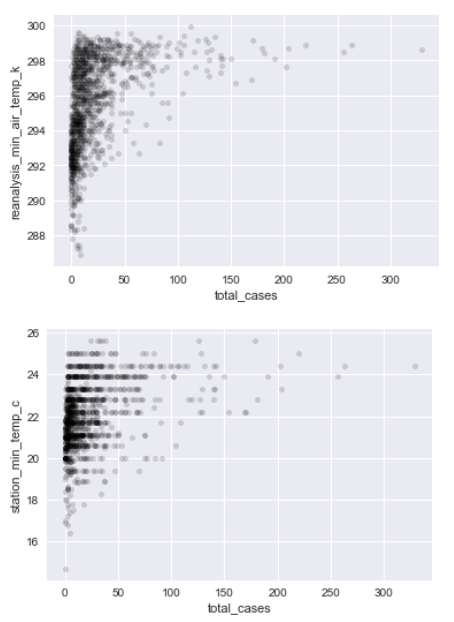 300
298
296
294
292
290
288
reanalysis_min_air_temp_k
0 50 100 150 200 250 300
total_cases
26
24
22
20
18
16
station_min_temp_c
0 50 100 150 200 250 300
total_cases